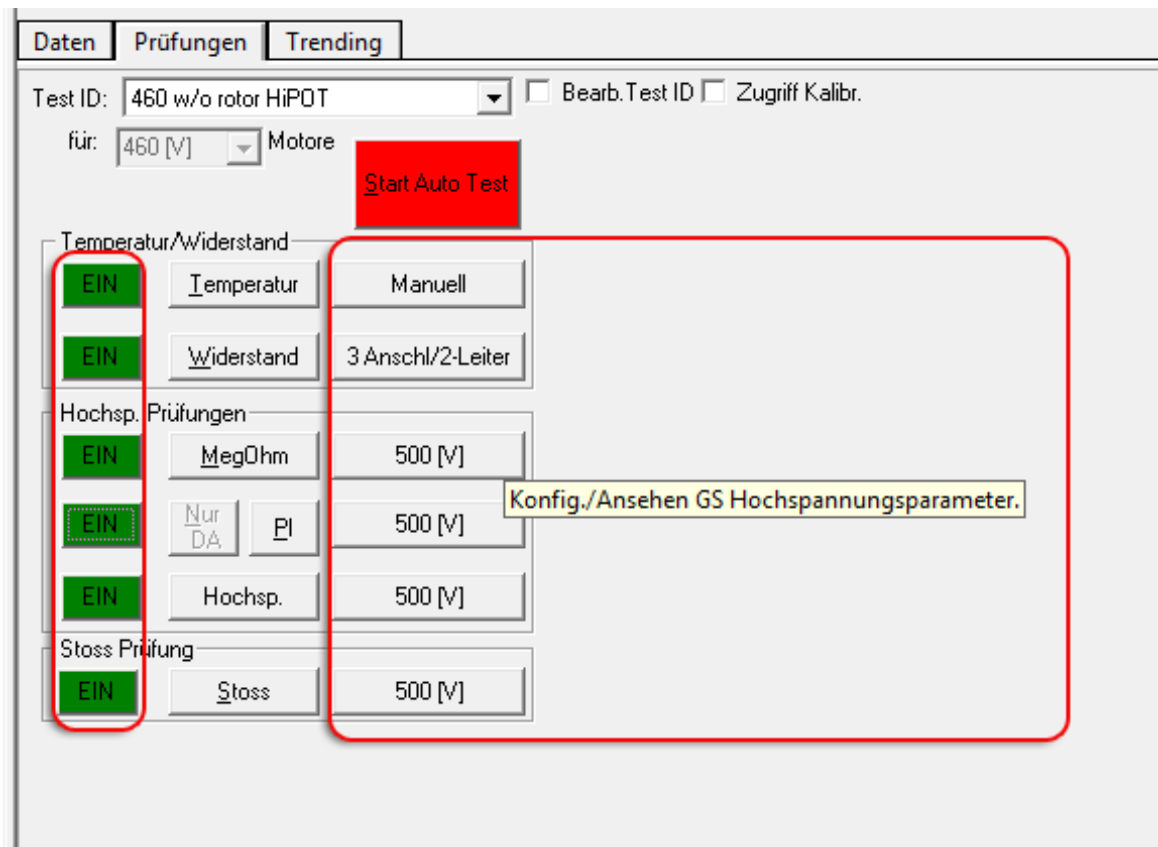 Daten Prüfungen Trending
Test ID: 460 w/o rotor HiPOT Bearb.Test ID Zugriff Kalibr.
für: 460 [V] Motore
Start Auto Test
Temperatur/Widerstand
EIN Temperatur Manuell
EIN Widerstand 3 Anschl/2-Leiter
Hochsp. Prüfungen
EIN MegOhm 500 [V]
Konfig./Ansehen GS Hochspannungsparameter.
EIN Nur DA PI 500 [V]
EIN Hochsp. 500 [V]
Stoss Prüfung
EIN Stoss 500 [V]